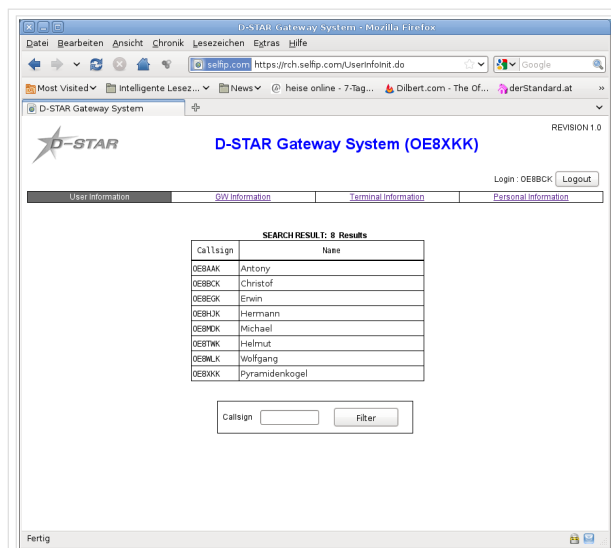 D-STAR Gateway System - Mozilla Firefox
Datei Bearbeiten Ansicht Chronik Lesezeichen Extras Hilfe
selfip.com https://rch.selfip.com/UserInfoInit.do Google
Most Visited Intelligente Lesez... News heise online - 7-Tag... Dilbert.com - The Of... derStandard.at »
D-STAR Gateway System
REVISION 1.0
D-STAR
D-STAR Gateway System (OE8XKK)
Login : OE8BCK Logout
User Information GW Information Terminal Information Personal Information
SEARCH RESULT: 8 Results
Callsign Name
OE8AAK Antony
OE8BCK Christof
OE8EGK Erwin
OE8HJK Hermann
OE8MDK Michael
OE8TWK Helmut
OE8WLK Wolfgang
OE8XKK Pyramidenkogel
Callsign Filter
Fertig